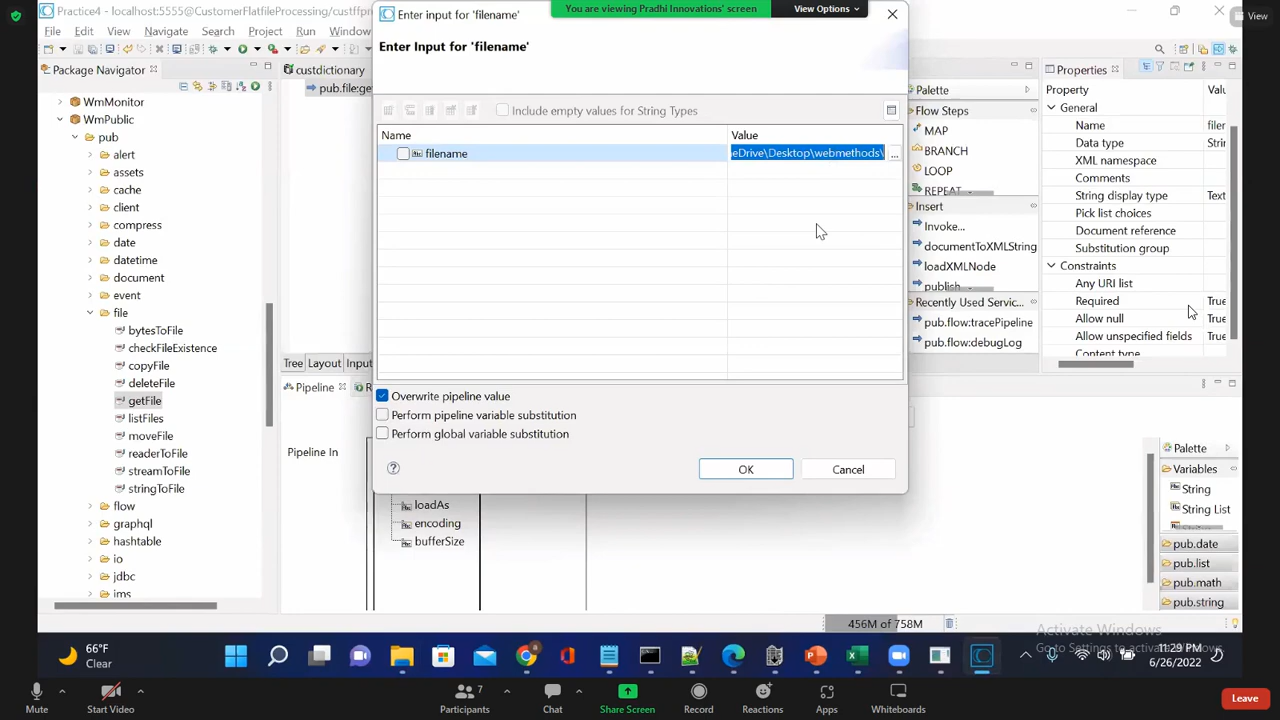 Practice4 - localhost:5555@CustomerFlatfileProcessing/custffpr
Enter input for 'filename'
You are viewing Pradhi Innovations' screen
View Options
View
File Edit View Navigate Search Project Run Window
Enter Input for 'filename'
Package Navigator
custdictionary
pub.file:ge
Include empty values for String Types
Name
Value
filename
eDrive\Desktop\webmethods\
...
Overwrite pipeline value
Perform pipeline variable substitution
Perform global variable substitution
OK
Cancel
WmMonitor
WmPublic
pub
alert
assets
cache
client
compress
date
datetime
document
event
file
bytesToFile
checkFileExistence
copyFile
deleteFile
getFile
listFiles
moveFile
readerToFile
streamToFile
stringToFile
flow
graphql
hashtable
io
jdbc
ims
Tree Layout Input
Pipeline
Pipeline In
loadAs
encoding
bufferSize
Palette
Flow Steps
MAP
BRANCH
LOOP
REPEAT
Insert
Invoke...
documentToXMLString
loadXMLNode
publish
Recently Used Servic...
pub.flow:tracePipeline
pub.flow:debugLog
Properties
Property
Valu
General
Name
filer
Data type
Strin
XML namespace
Comments
String display type
Text
Pick list choices
Document reference
Substitution group
Constraints
Any URI list
Required
True
Allow null
True
Allow unspecified fields
True
Content type
Palette
Variables
String
String List
pub.date
pub.list
pub.math
pub.string
456M of 758M
Activate Windows
Go to Settings to activate Windows.
66°F
Clear
11:29 PM
6/26/2022
Mute
Start Video
7
Participants
Chat
Share Screen
Record
Reactions
Apps
Whiteboards
Leave